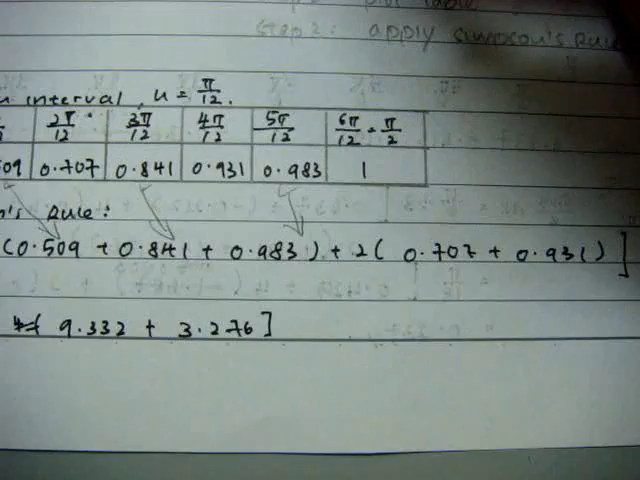 Step 2: apply Simpson's Rule
interval, h = π/12.
2π/12 3π/12 4π/12 5π/12 6π/12 = π/2
509 0.707 0.841 0.931 0.983 1
's Rule:
(0.509 + 0.841 + 0.983) + 2( 0.707 + 0.931) ]
9.332 + 3.276]